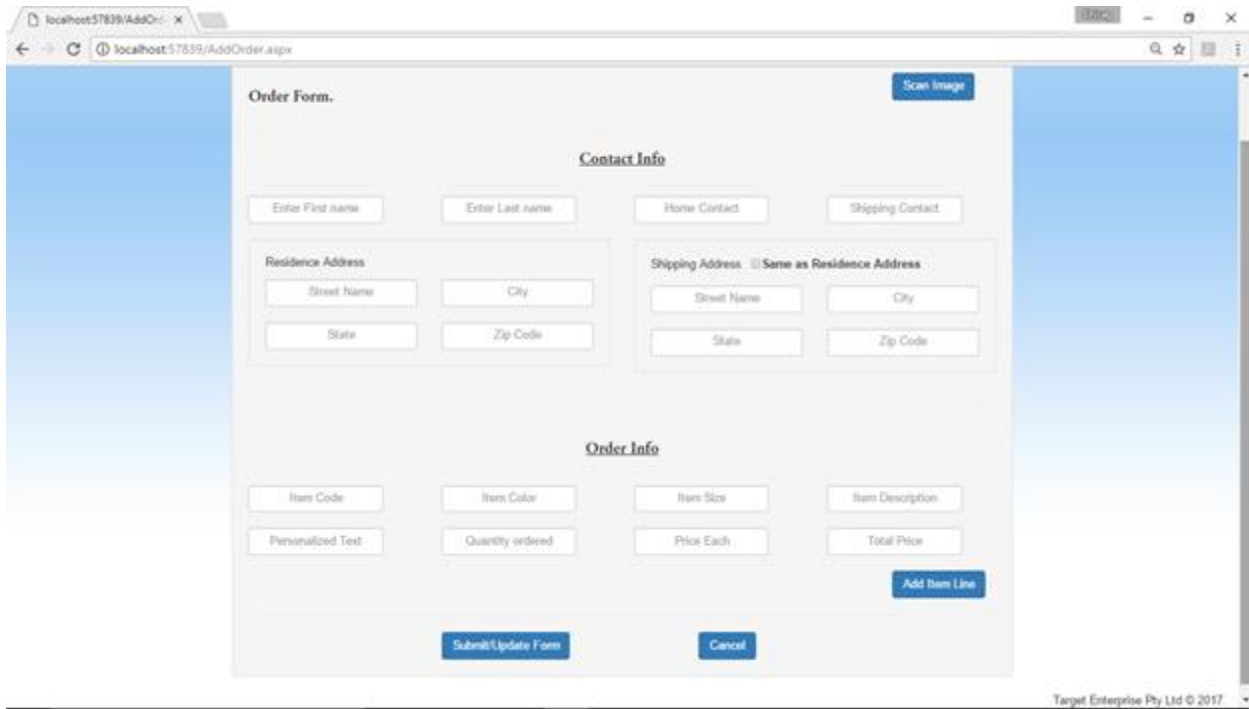 localhost:57839/AddOr
localhost:57839/AddOrder.aspx
Order Form.
Scan Image
Contact Info
Enter First name Enter Last name Home Contact Shipping Contact
Residence Address
Shipping Address Same as Residence Address
Street Name City
Street Name City
State Zip Code
State Zip Code
Order Info
Item Code Item Color Item Size Item Description
Personalized Text Quantity ordered Price Each Total Price
Add Item Line
Submit/Update Form Cancel
Target Enterprise Pty Ltd © 2017